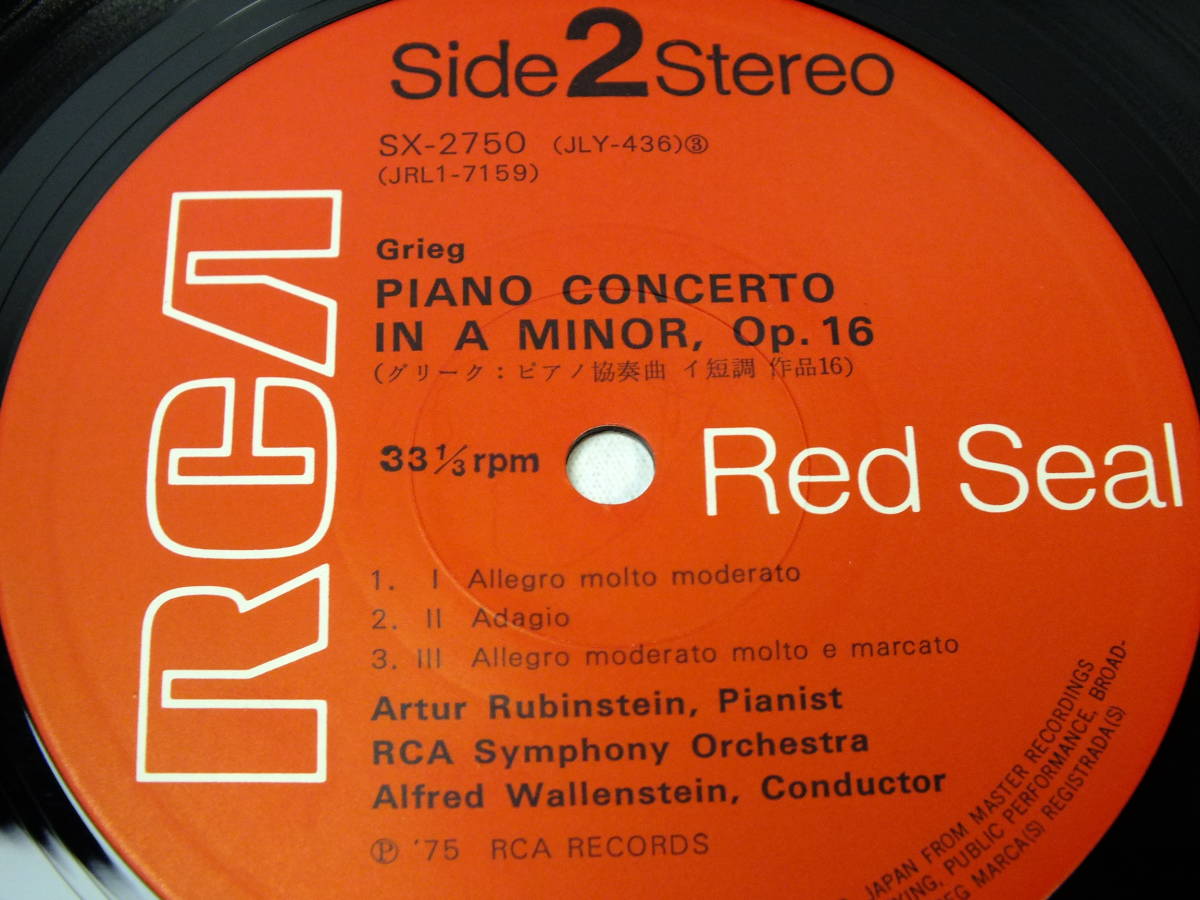 Side 2 Stereo
SX-2750 (JLY-436)③
(JRL1-7159)
RCA
Grieg
PIANO CONCERTO
IN A MINOR, Op. 16
(グリーク：ピアノ協奏曲 イ短調 作品16)
33 1/3 rpm
Red Seal
1. I Allegro molto moderato
2. II Adagio
3. III Allegro moderato molto e marcato
Artur Rubinstein, Pianist
RCA Symphony Orchestra
Alfred Wallenstein, Conductor
Ⓟ '75 RCA RECORDS
JAPAN FROM MASTER RECORDINGS
PUBLIC PERFORMANCE, BROAD-
MARCA(S) REGISTRADA(S)